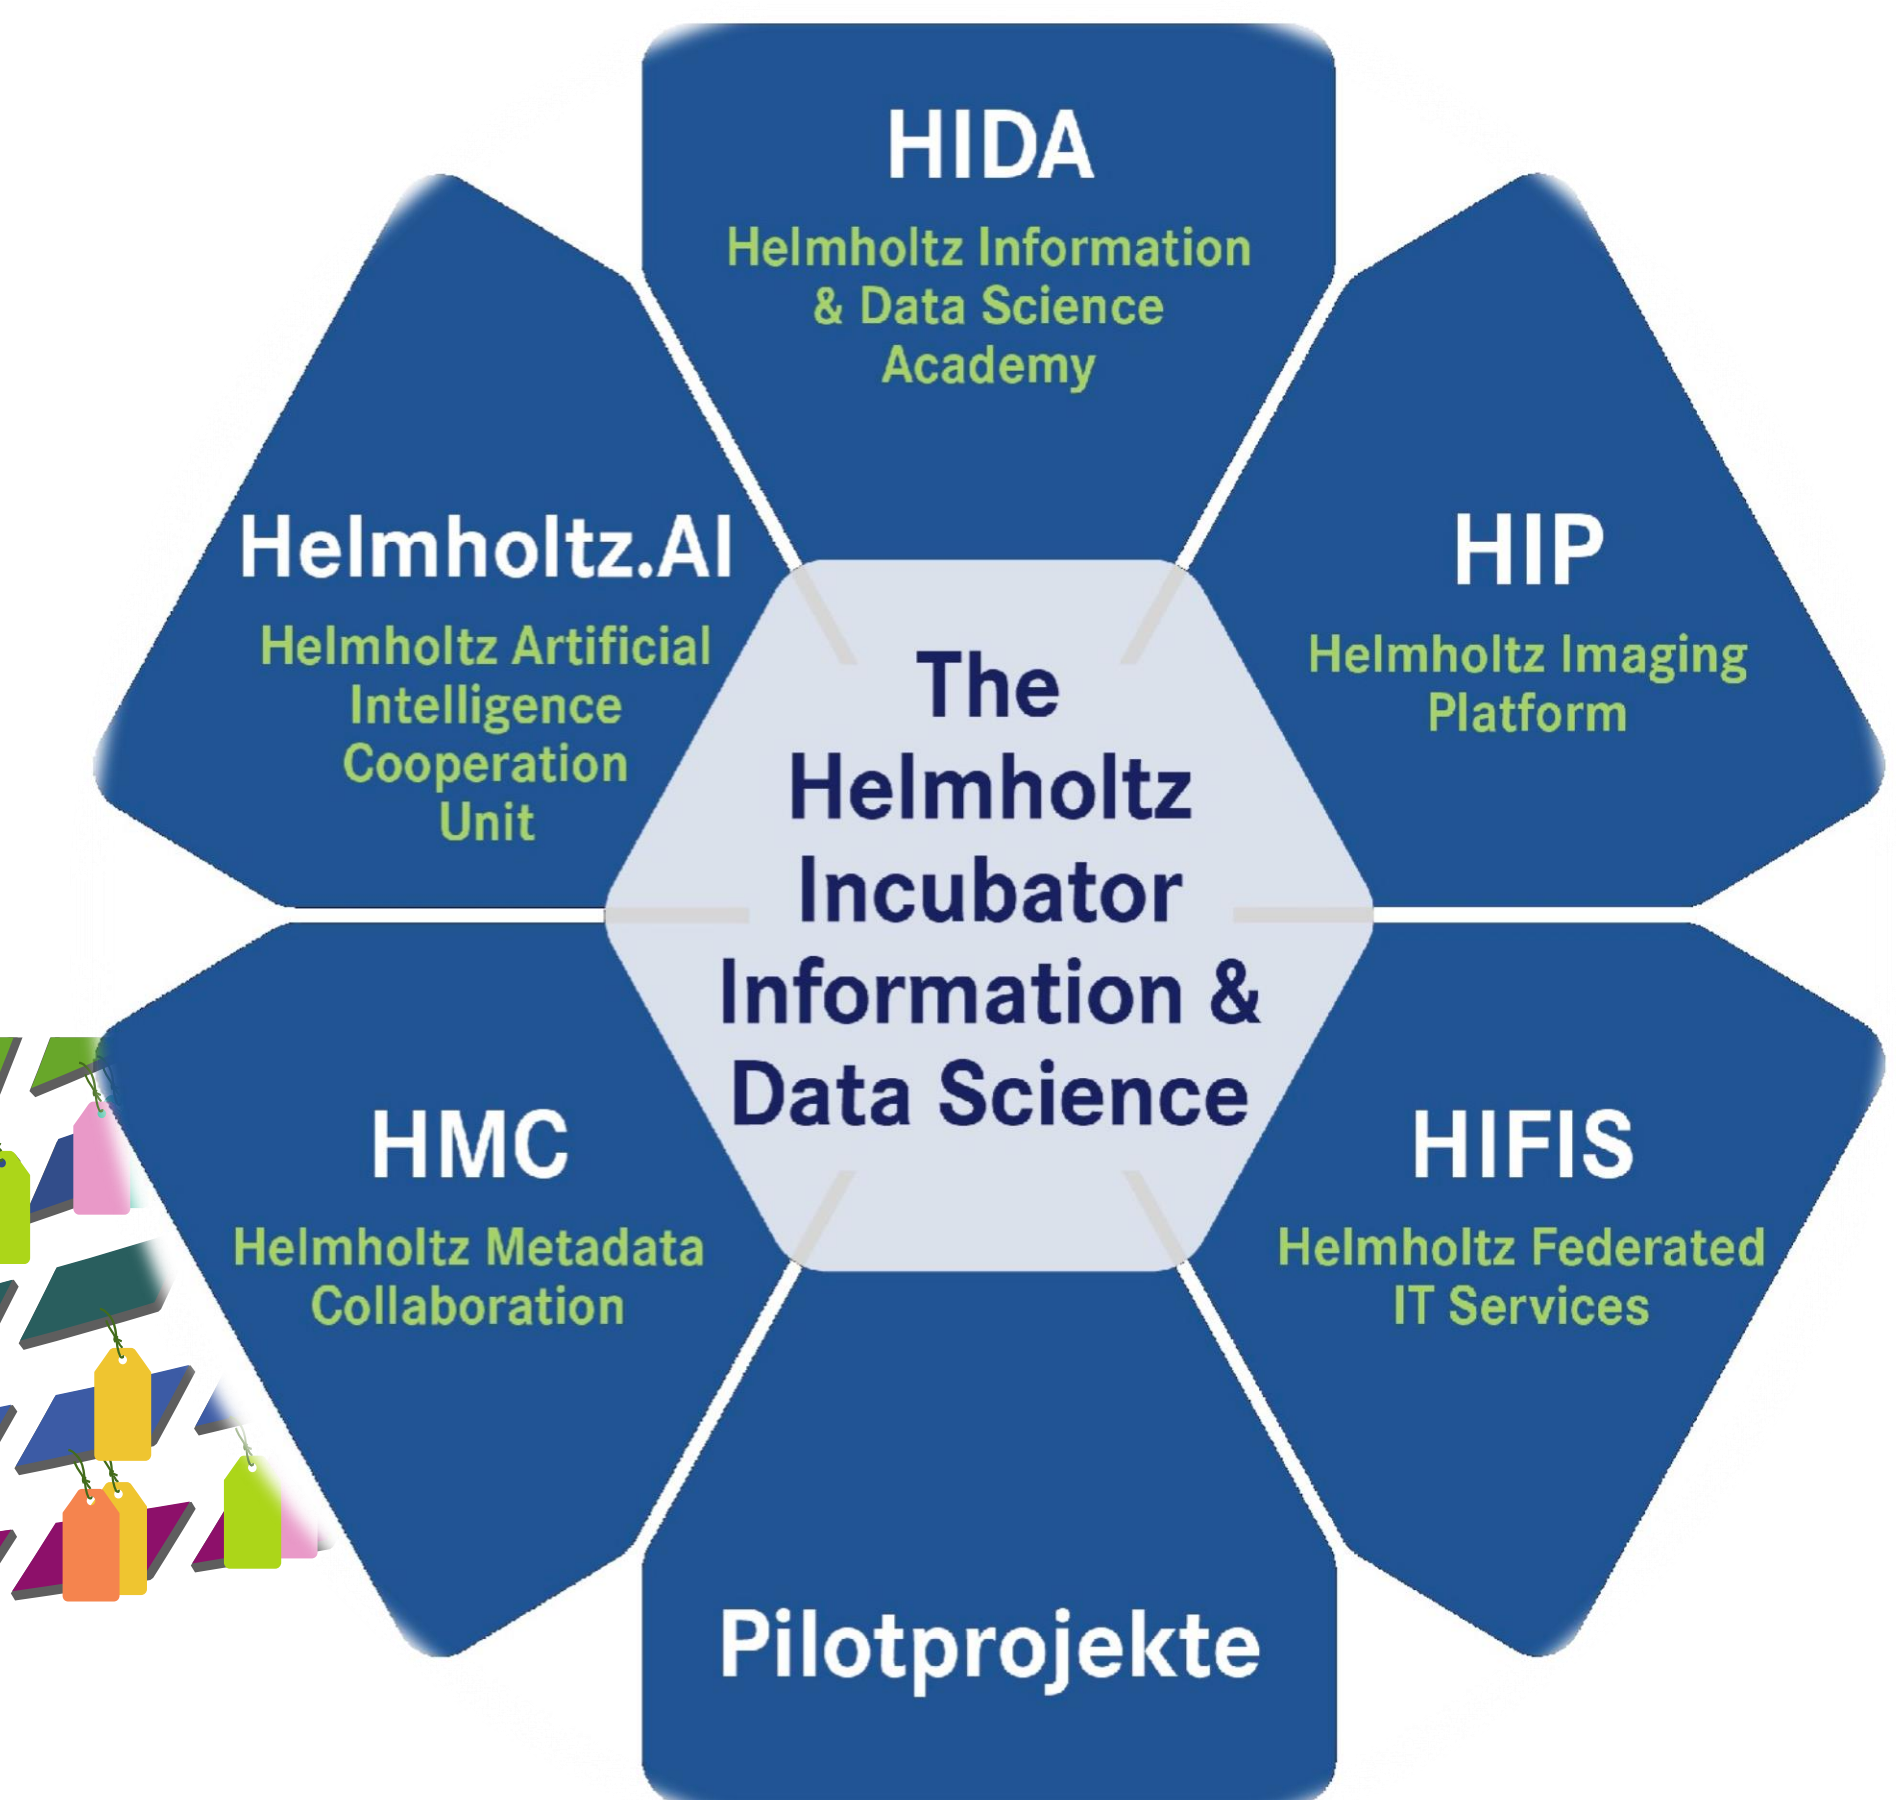 HIDA
Helmholtz Information
& Data Science
Academy
Helmholtz.AI
Helmholtz Artificial
Intelligence
Cooperation
Unit
HIP
Helmholtz Imaging
Platform
The
Helmholtz
Incubator
Information &
Data Science
HMC
Helmholtz Metadata
Collaboration
HIFIS
Helmholtz Federated
IT Services
Pilotprojekte